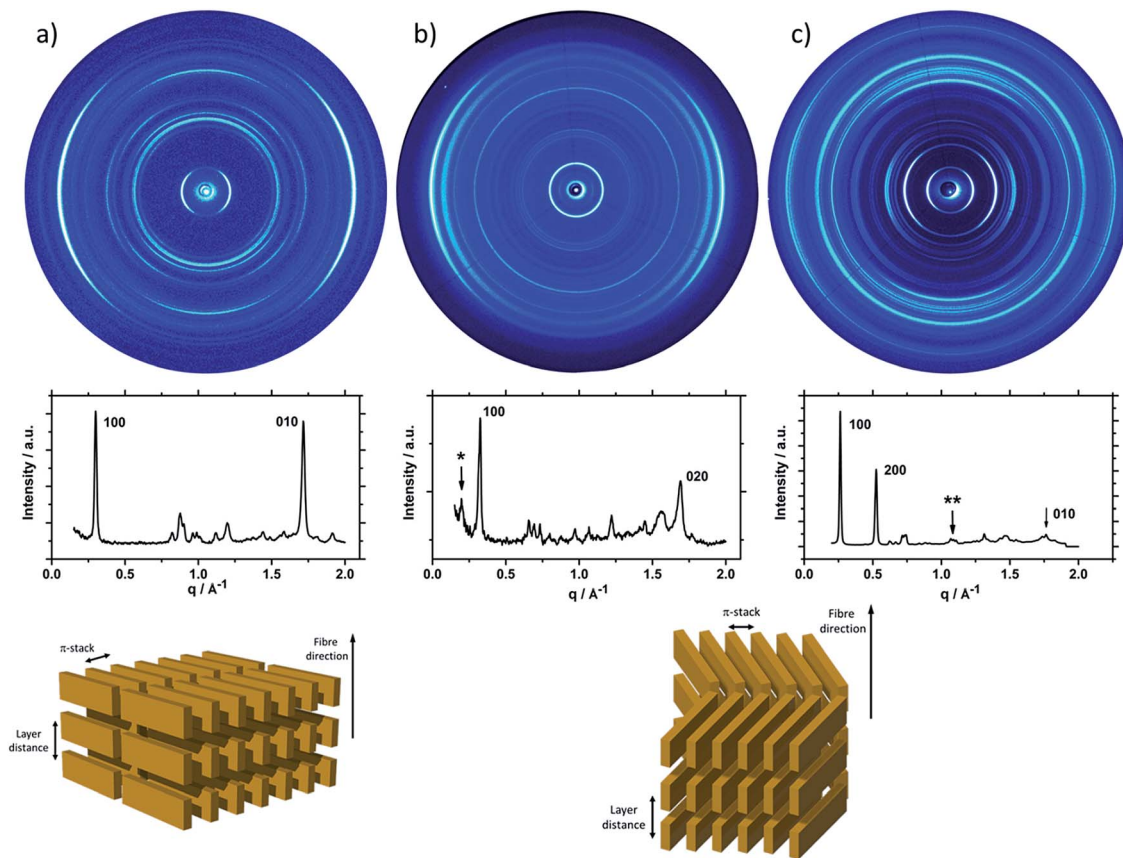 a)
b)
c)
Intensity / a.u.
100
010
0.0 0.5 1.0 1.5 2.0
q / A-1
Intensity / a.u.
*
100
020
0.0 0.5 1.0 1.5 2.0
q / A-1
Intensity / a.u.
100
200
**
010
0.0 0.5 1.0 1.5 2.0
q / A-1
π-stack
Fibre
direction
Layer
distance
π-stack
Fibre
direction
Layer
distance